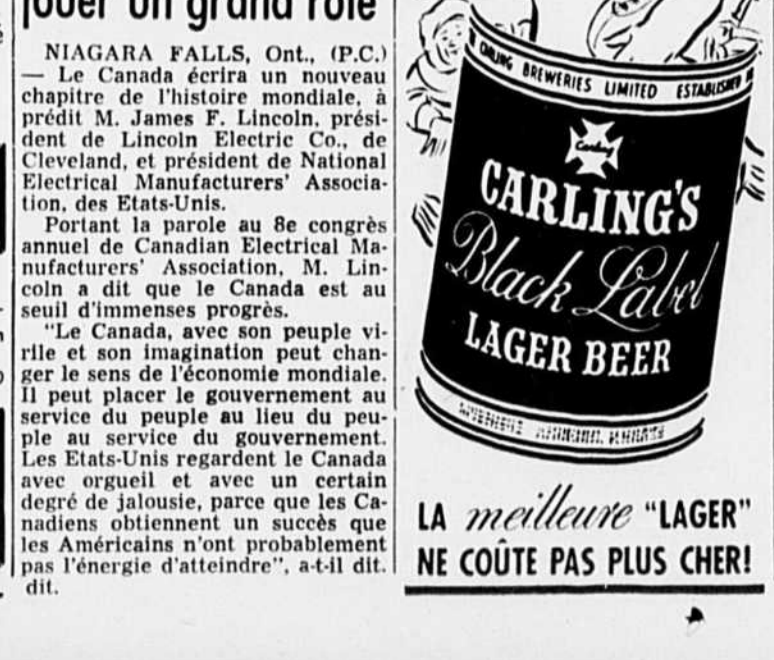 jouer un grand rôle
NIAGARA FALLS, Ont., (P.C.)
— Le Canada écrira un nouveau
chapitre de l'histoire mondiale, à
prédit M. James F. Lincoln, prési-
dent de Lincoln Electric Co., de
Cleveland, et président de National
Electrical Manufacturers' Associa-
tion, des Etats-Unis.
Portant la parole au 8e congrès
annuel de Canadian Electrical Ma-
nufacturers' Association, M. Lin-
coln a dit que le Canada est au
seuil d'immenses progrès.
"Le Canada, avec son peuple vi-
rile et son imagination peut chan-
ger le sens de l'économie mondiale.
Il peut placer le gouvernement au
service du peuple au lieu du peu-
ple au service du gouvernement.
Les Etats-Unis regardent le Canada
avec orgueil et avec un certain
degré de jalousie, parce que les Ca-
nadiens obtiennent un succès que
les Américains n'ont probablement
pas l'énergie d'atteindre", a-t-il dit.
dit.
BREWERIES LIMITED ESTABLISHED
Carling
CARLING'S
Black Label
LAGER BEER
LA meilleure "LAGER"
NE COÛTE PAS PLUS CHER!